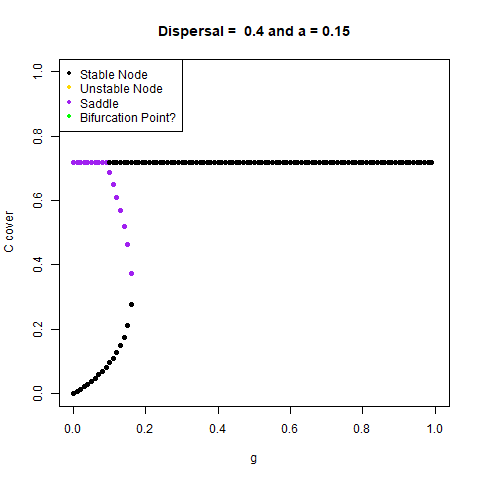 Dispersal =  0.4 and a = 0.15
Stable Node
Unstable Node
Saddle
Bifurcation Point?
C cover
1.0
0.8
0.6
0.4
0.2
0.0
0.0 0.2 0.4 0.6 0.8 1.0
g